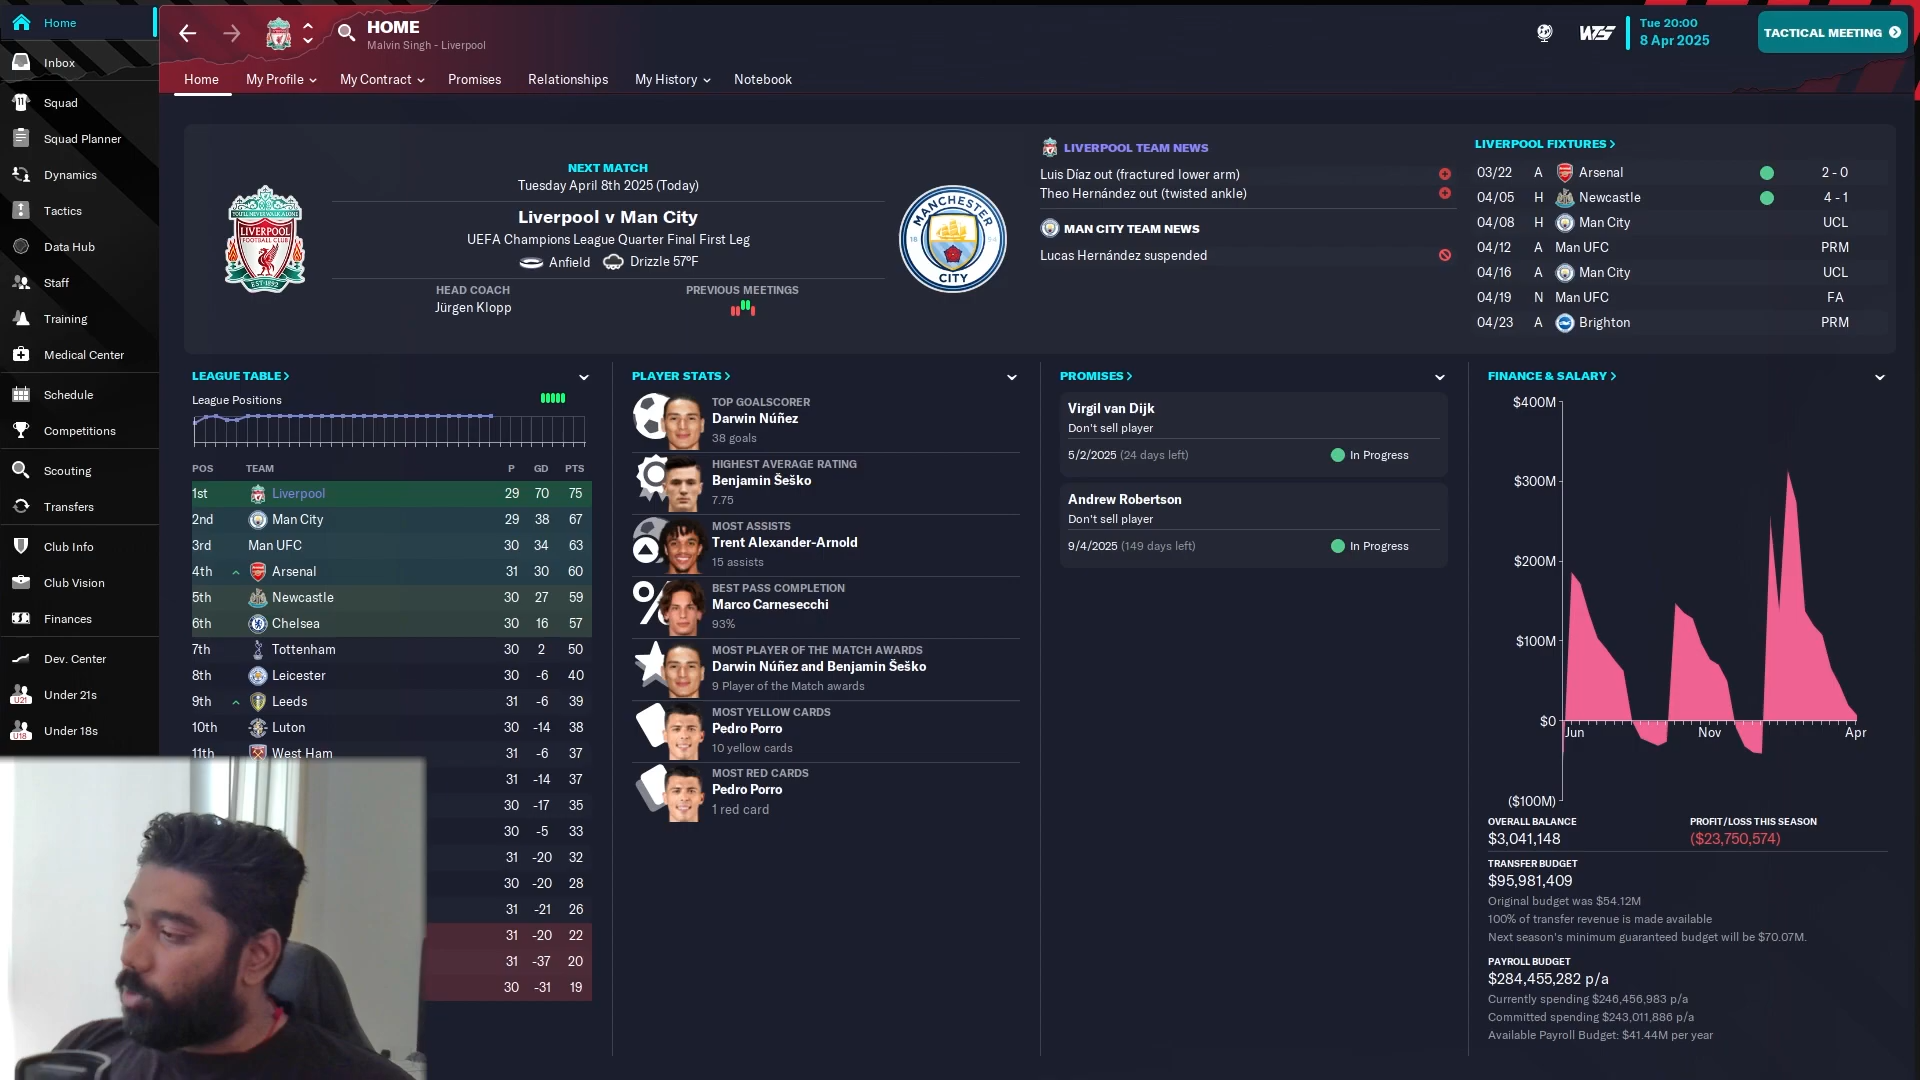 Home
Inbox
Squad
Squad Planner
Dynamics
Tactics
Data Hub
Staff
Training
Medical Center
Schedule
Competitions
Scouting
Transfers
Club Info
Club Vision
Finances
Dev. Center
Under 21s
Under 18s
HOME
Malvin Singh - Liverpool
Tue 20:00
8 Apr 2025
TACTICAL MEETING
Home My Profile My Contract Promises Relationships My History Notebook
NEXT MATCH
Tuesday April 8th 2025 (Today)
Liverpool v Man City
UEFA Champions League Quarter Final First Leg
Anfield Drizzle 57°F
HEAD COACH PREVIOUS MEETINGS
Jürgen Klopp
LIVERPOOL TEAM NEWS
Luis Díaz out (fractured lower arm)
Theo Hernández out (twisted ankle)
MAN CITY TEAM NEWS
Lucas Hernández suspended
LIVERPOOL FIXTURES
03/22 A Arsenal 2 - 0
04/05 H Newcastle 4 - 1
04/08 H Man City UCL
04/12 A Man UFC PRM
04/16 A Man City UCL
04/19 N Man UFC FA
04/23 A Brighton PRM
LEAGUE TABLE
League Positions
POS TEAM P GD PTS
1st Liverpool 29 70 75
2nd Man City 29 38 67
3rd Man UFC 30 34 63
4th Arsenal 31 30 60
5th Newcastle 30 27 59
6th Chelsea 30 16 57
7th Tottenham 30 2 50
8th Leicester 30 -6 40
9th Leeds 31 -6 39
10th Luton 30 -14 38
11th West Ham 31 -6 37
31 -14 37
30 -17 35
30 -5 33
31 -20 32
30 -20 28
31 -21 26
31 -20 22
31 -37 20
30 -31 19
PLAYER STATS
TOP GOALSCORER
Darwin Núñez
38 goals
HIGHEST AVERAGE RATING
Benjamin Šeško
7.75
MOST ASSISTS
Trent Alexander-Arnold
15 assists
BEST PASS COMPLETION
Marco Carnesecchi
93%
MOST PLAYER OF THE MATCH AWARDS
Darwin Núñez and Benjamin Šeško
9 Player of the Match awards
MOST YELLOW CARDS
Pedro Porro
10 yellow cards
MOST RED CARDS
Pedro Porro
1 red card
PROMISES
Virgil van Dijk
Don't sell player
5/2/2025 (24 days left) In Progress
Andrew Robertson
Don't sell player
9/4/2025 (149 days left) In Progress
FINANCE & SALARY
$400M
$300M
$200M
$100M
$0
Jun Nov Apr
($100M)
OVERALL BALANCE PROFIT/LOSS THIS SEASON
$3,041,148 ($23,750,574)
TRANSFER BUDGET
$95,981,409
Original budget was $54.12M
100% of transfer revenue is made available
Next season's minimum guaranteed budget will be $70.07M.
PAYROLL BUDGET
$284,455,282 p/a
Currently spending $246,456,983 p/a
Committed spending $243,011,886 p/a
Available Payroll Budget: $41.44M per year